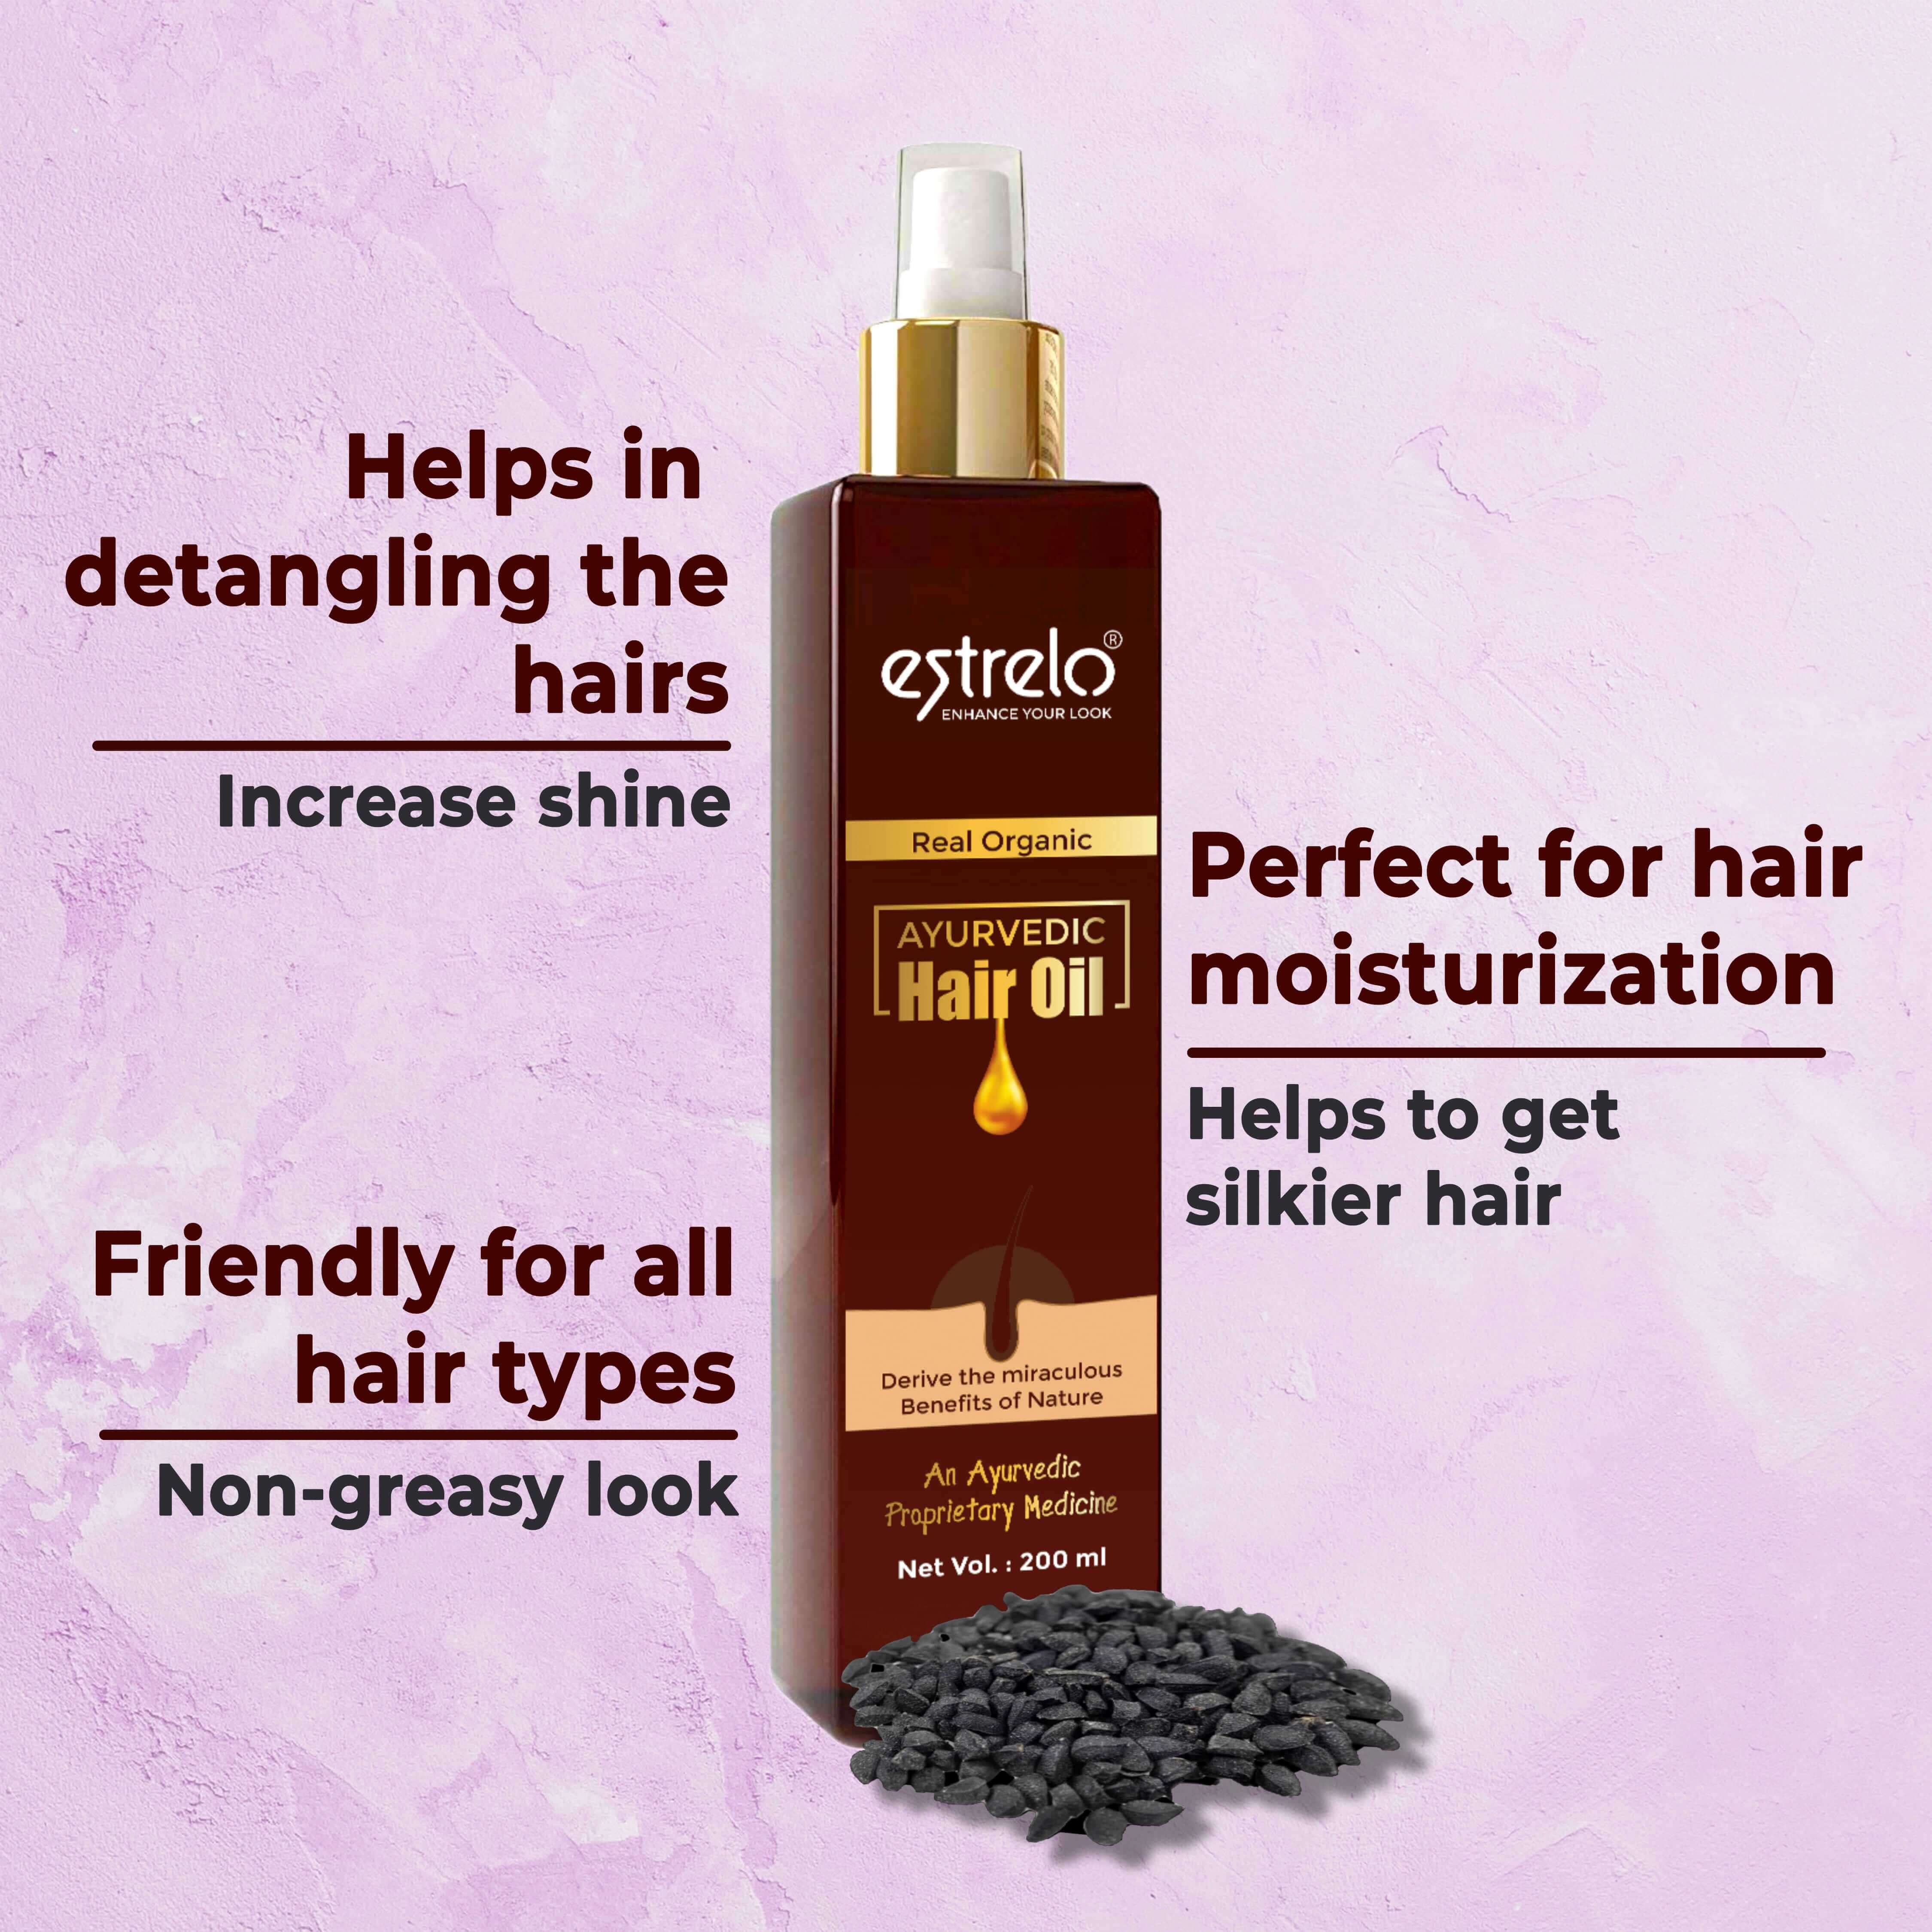 Helps in
detangling the
hairs
Increase shine
Friendly for all
hair types
Non-greasy look
estrelo®
ENHANCE YOUR LOOK
Real Organic
AYURVEDIC
Hair Oil
Derive the miraculous
Benefits of Nature
An Ayurvedic
Proprietary Medicine
Net Vol. : 200 ml
Perfect for hair
moisturization
Helps to get
silkier hair